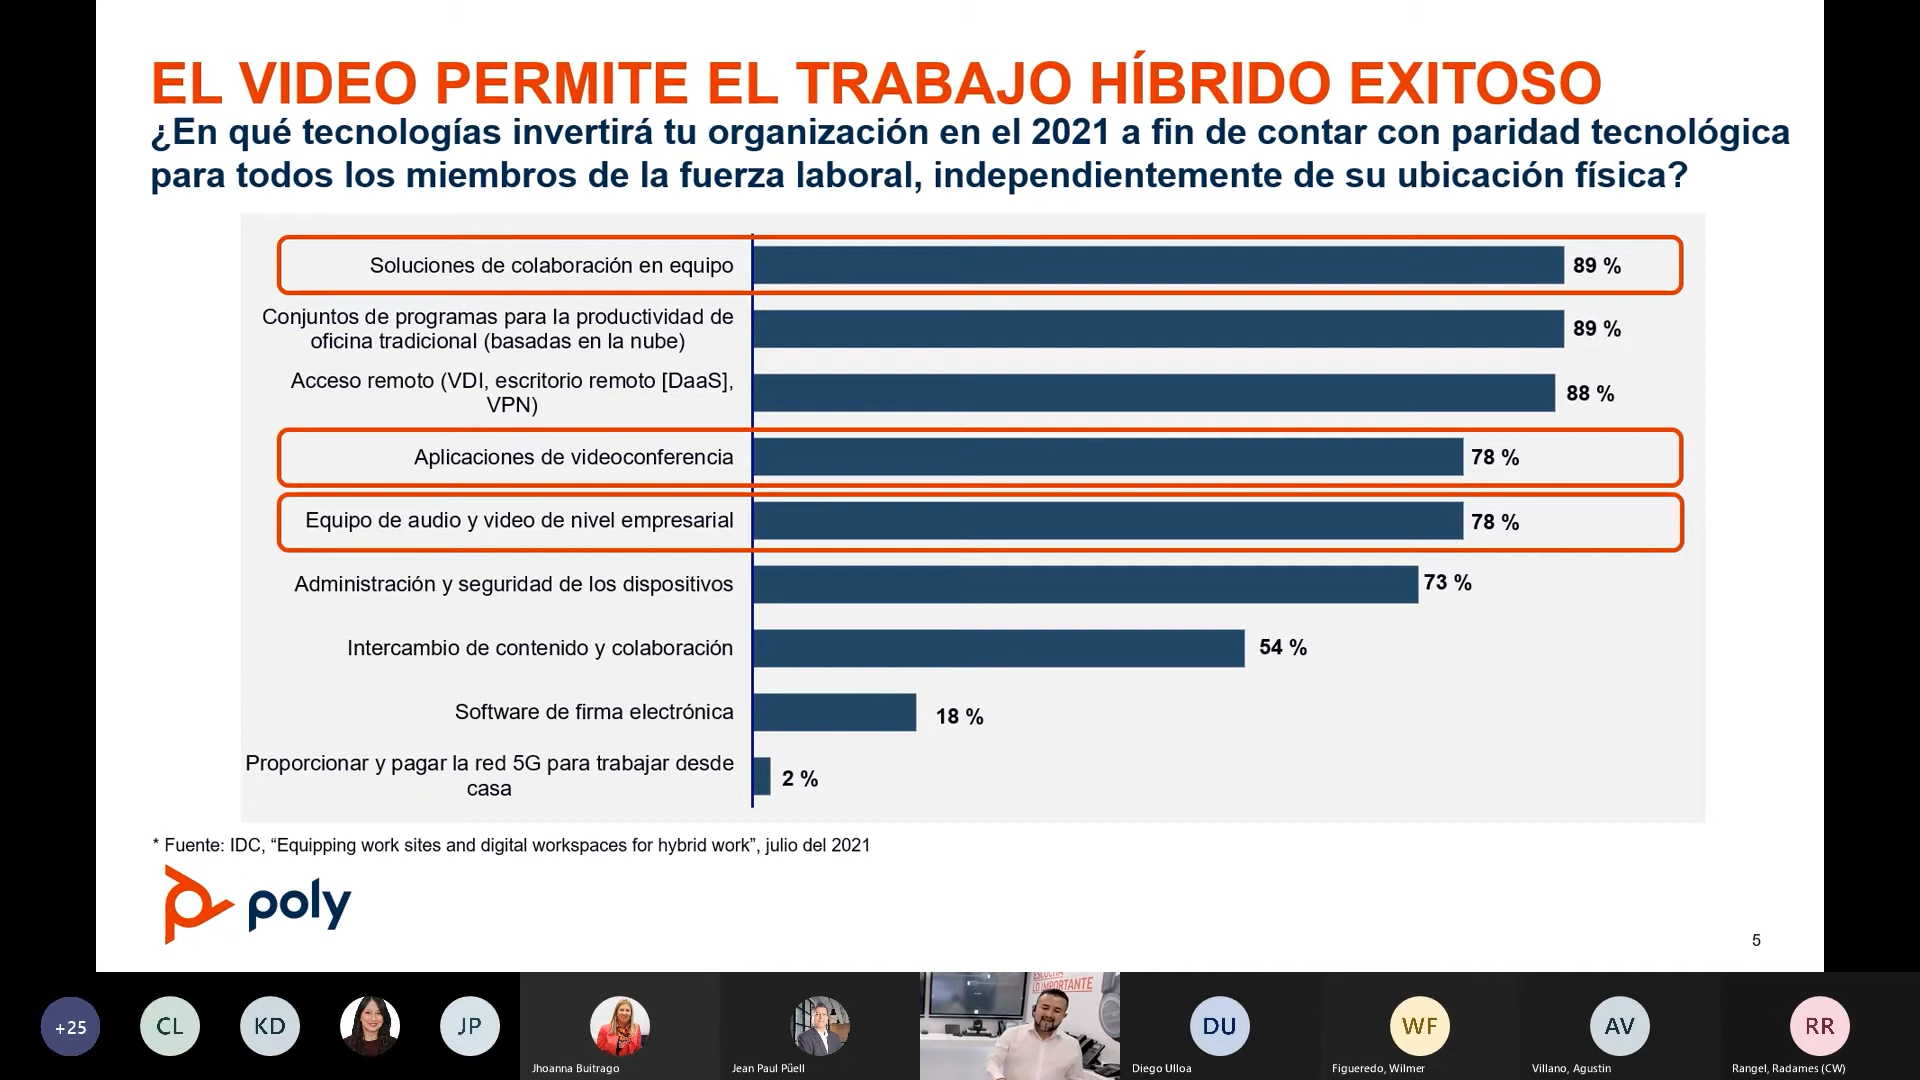 EL VIDEO PERMITE EL TRABAJO HÍBRIDO EXITOSO
¿En qué tecnologías invertirá tu organización en el 2021 a fin de contar con paridad tecnológica
para todos los miembros de la fuerza laboral, independientemente de su ubicación física?
Soluciones de colaboración en equipo
89 %
Conjuntos de programas para la productividad de
oficina tradicional (basadas en la nube)
89 %
Acceso remoto (VDI, escritorio remoto [DaaS],
VPN)
88 %
Aplicaciones de videoconferencia
78 %
Equipo de audio y video de nivel empresarial
78 %
Administración y seguridad de los dispositivos
73 %
Intercambio de contenido y colaboración
54 %
Software de firma electrónica
18 %
Proporcionar y pagar la red 5G para trabajar desde
casa
2 %
* Fuente: IDC, “Equipping work sites and digital workspaces for hybrid work”, julio del 2021
poly
5
+25
CL
KD
JP
Jhoanna Buitrago
Jean Paul Püell
ESCUCHA
LO IMPORTANTE
DU
Diego Ulloa
WF
Figueredo, Wilmer
AV
Villano, Agustin
RR
Rangel, Radames (CW)